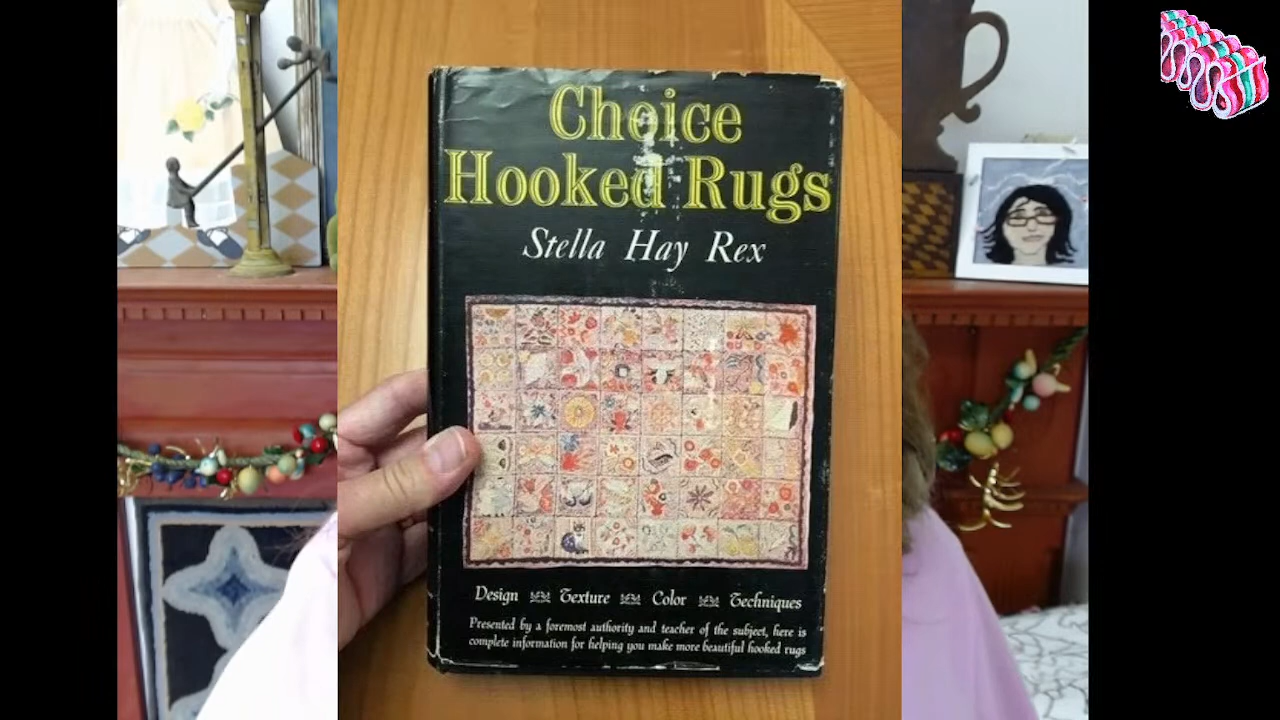 Choice
Hooked Rugs
Stella Hay Rex
Design Texture Color Techniques
Presented by a foremost authority and teacher of the subject, here is
complete information for helping you make more beautiful hooked rugs